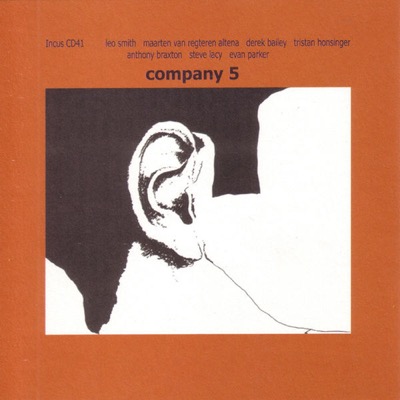 Incus CD41 leo smith maarten van regteren altena derek bailey tristan honsinger
anthony braxton steve lacy evan parker
company 5